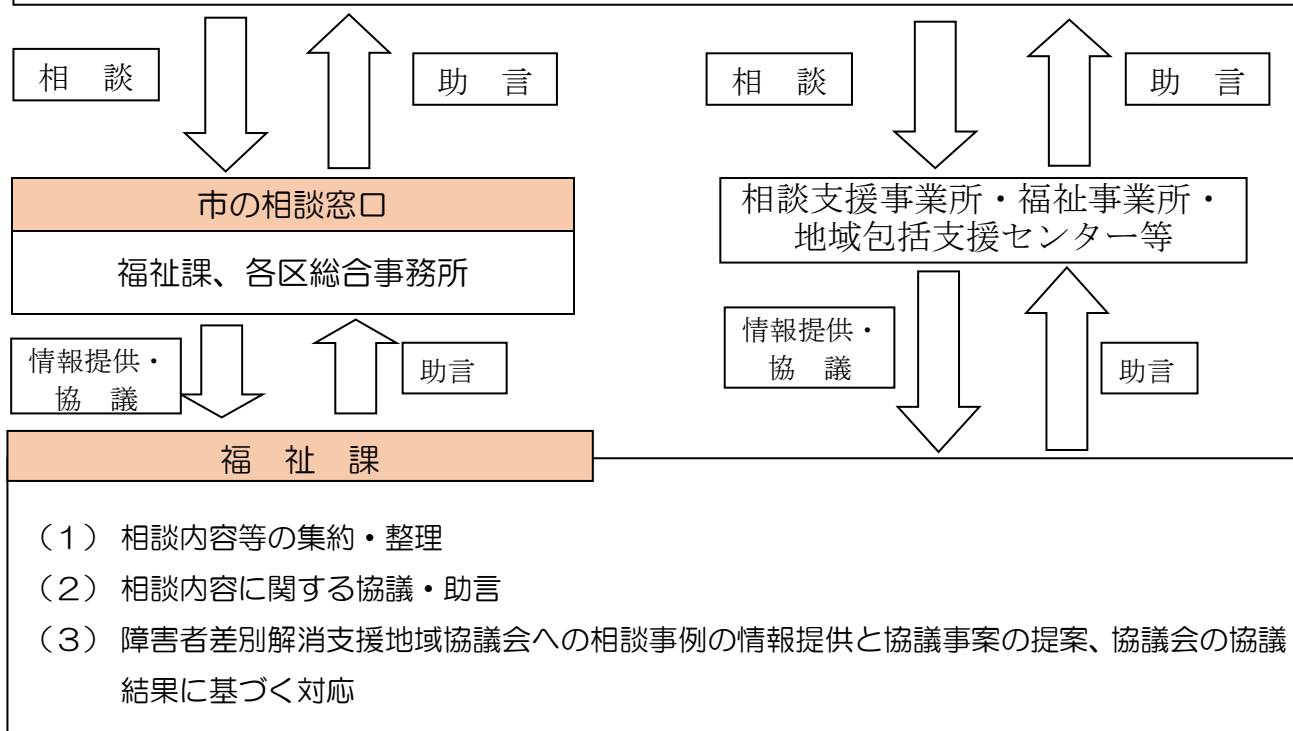 相　談
助　言
相　談
助　言
市の相談窓口
福祉課、各区総合事務所
相談支援事業所・福祉事業所・
地域包括支援センター等
情報提供・
協　議
助言
情報提供・
協　議
助言
福　祉　課
（１） 相談内容等の集約・整理
（２） 相談内容に関する協議・助言
（３） 障害者差別解消支援地域協議会への相談事例の情報提供と協議事案の提案、協議会の協議
結果に基づく対応